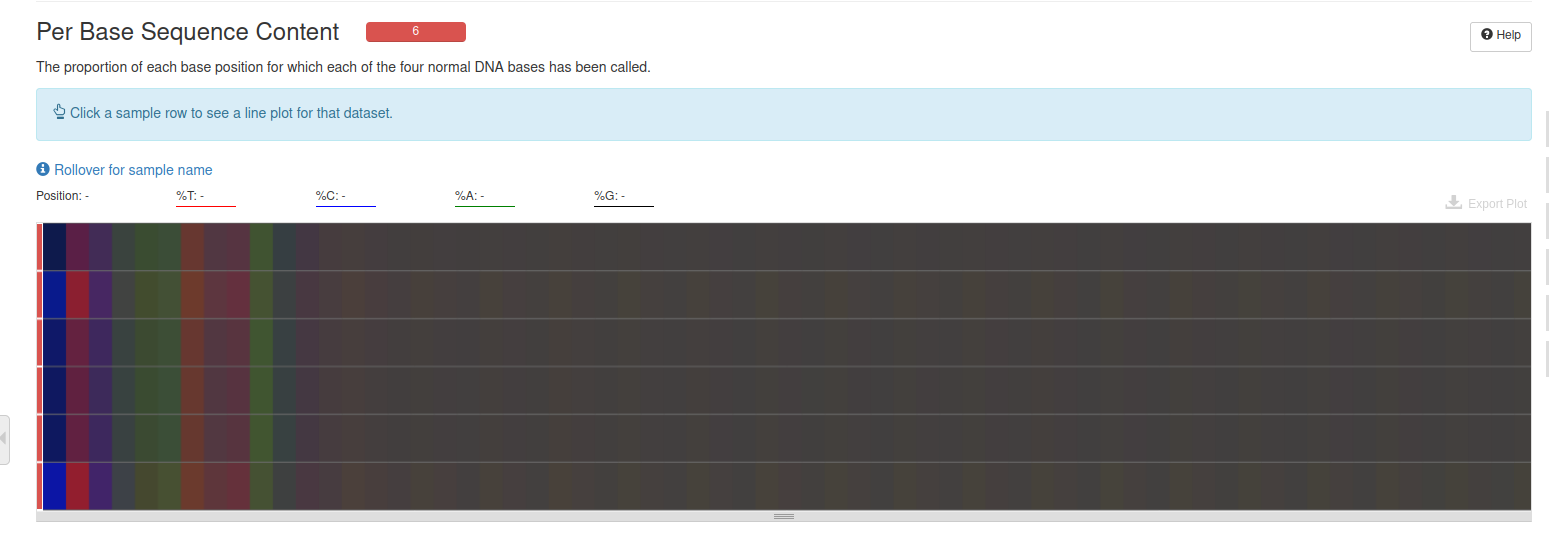 Per Base Sequence Content 6
Help
The proportion of each base position for which each of the four normal DNA bases has been called.
Click a sample row to see a line plot for that dataset.
Rollover for sample name
Position: - %T: - %C: - %A: - %G: -
Export Plot